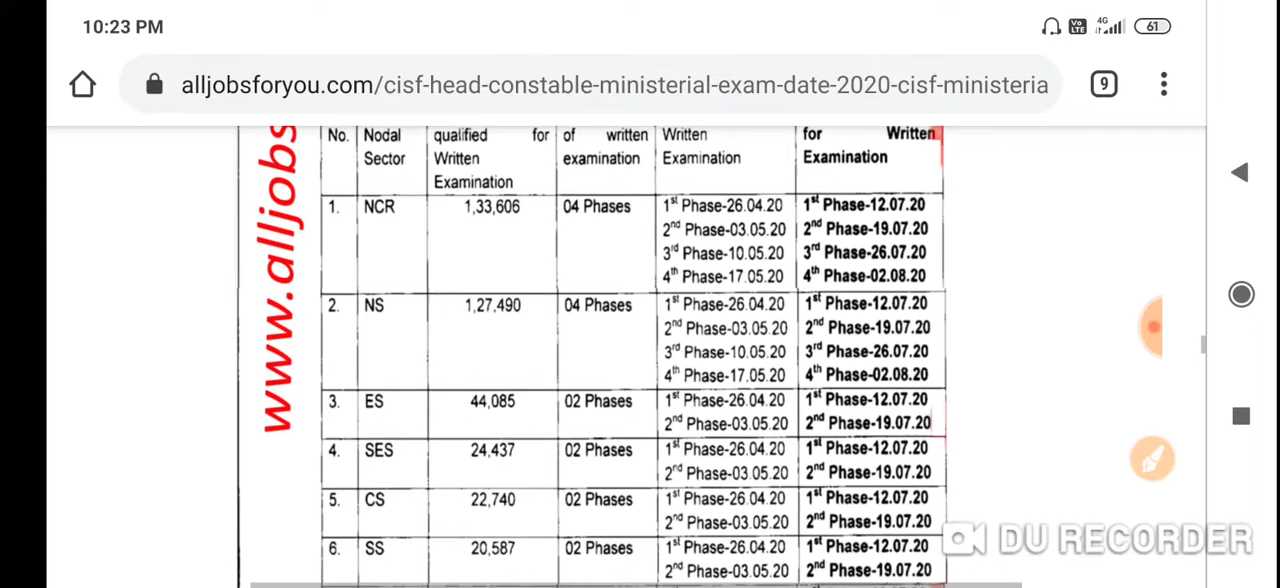 10:23 PM
Vo LTE 4G 61
alljobsforyou.com/cisf-head-constable-ministerial-exam-date-2020-cisf-ministeria
9
www.alljobs
No. Nodal Sector qualified for Written Examination of written examination Written Examination for Written Examination
1. NCR 1,33,606 04 Phases 1st Phase-26.04.20 1st Phase-12.07.20
2nd Phase-03.05.20 2nd Phase-19.07.20
3rd Phase-10.05.20 3rd Phase-26.07.20
4th Phase-17.05.20 4th Phase-02.08.20
2. NS 1,27,490 04 Phases 1st Phase-26.04.20 1st Phase-12.07.20
2nd Phase-03.05.20 2nd Phase-19.07.20
3rd Phase-10.05.20 3rd Phase-26.07.20
4th Phase-17.05.20 4th Phase-02.08.20
3. ES 44,085 02 Phases 1st Phase-26.04.20 1st Phase-12.07.20
2nd Phase-03.05.20 2nd Phase-19.07.20
4. SES 24,437 02 Phases 1st Phase-26.04.20 1st Phase-12.07.20
2nd Phase-03.05.20 2nd Phase-19.07.20
5. CS 22,740 02 Phases 1st Phase-26.04.20 1st Phase-12.07.20
2nd Phase-03.05.20 2nd Phase-19.07.20
6. SS 20,587 02 Phases 1st Phase-26.04.20 1st Phase-12.07.20
2nd Phase-03.05.20 2nd Phase-19.07.20
DU RECORDER